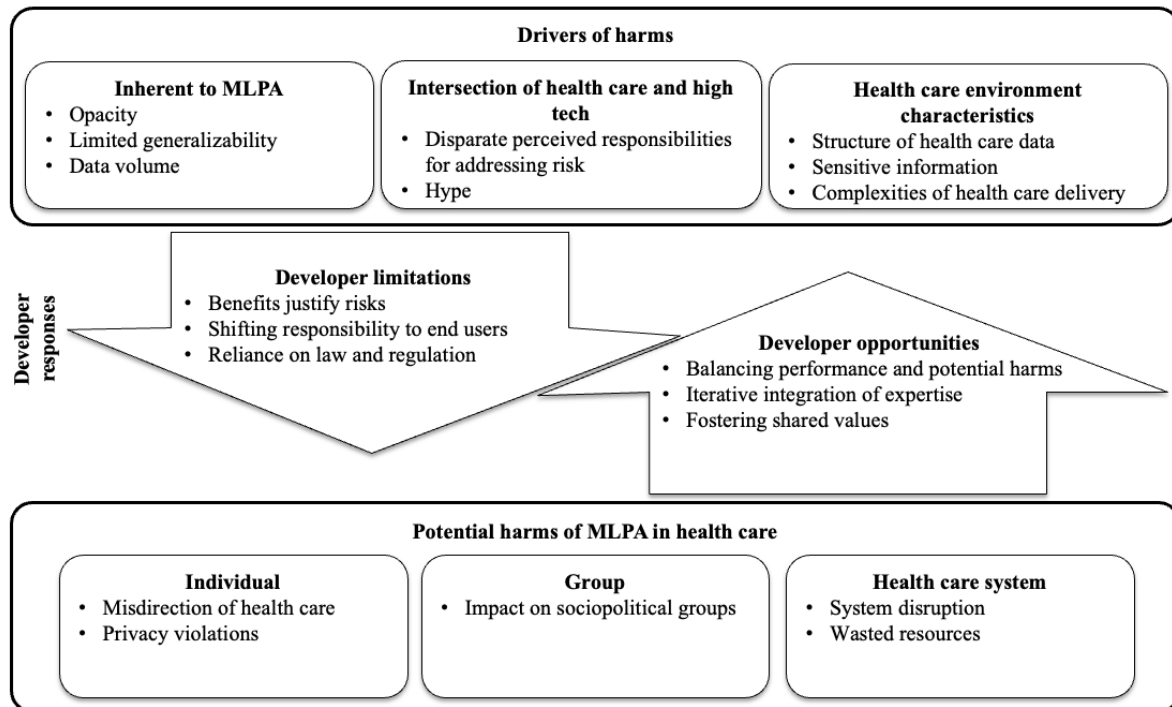 Drivers of harms
Inherent to MLPA
• Opacity
• Limited generalizability
• Data volume
Intersection of health care and high
tech
• Disparate perceived responsibilities
for addressing risk
• Hype
Health care environment
characteristics
• Structure of health care data
• Sensitive information
• Complexities of health care delivery
Developer
responses
Developer limitations
• Benefits justify risks
• Shifting responsibility to end users
• Reliance on law and regulation
Developer opportunities
• Balancing performance and potential harms
• Iterative integration of expertise
• Fostering shared values
Potential harms of MLPA in health care
Individual
• Misdirection of health care
• Privacy violations
Group
• Impact on sociopolitical groups
Health care system
• System disruption
• Wasted resources